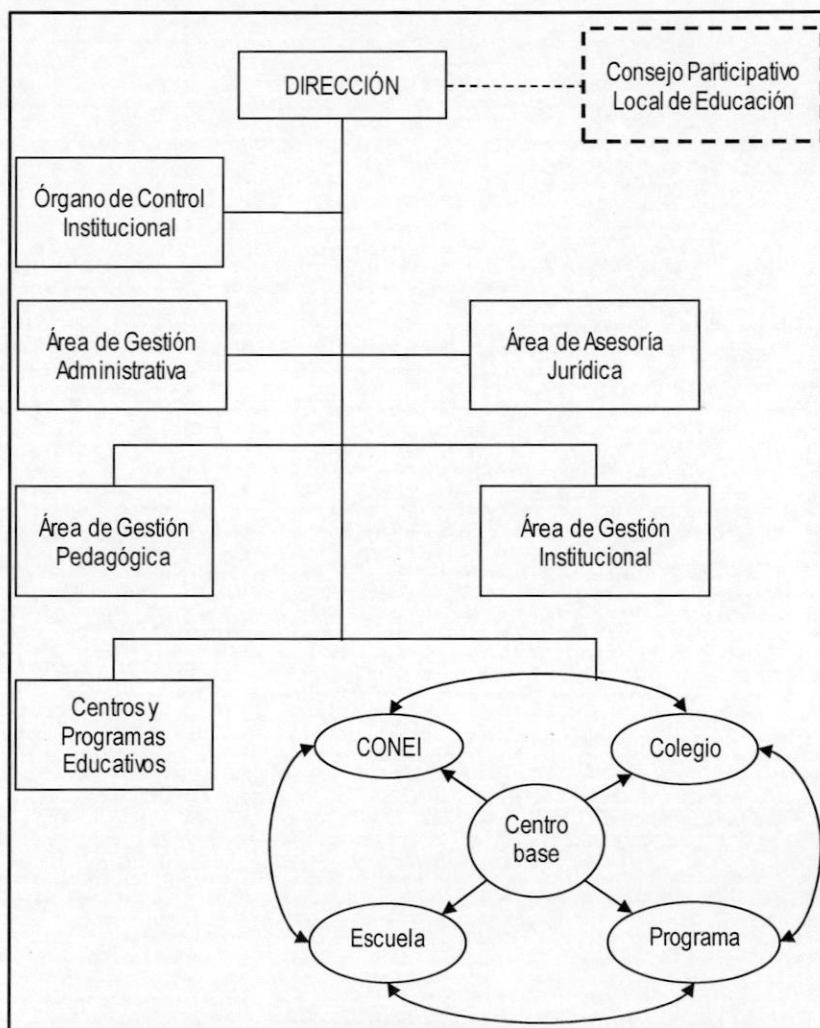 DIRECCIÓN
Consejo Participativo
Local de Educación
Órgano de Control
Institucional
Área de Gestión
Administrativa
Área de Asesoría
Jurídica
Área de Gestión
Pedagógica
Área de Gestión
Institucional
Centros y
Programas
Educativos
CONEI
Colegio
Centro
base
Escuela
Programa